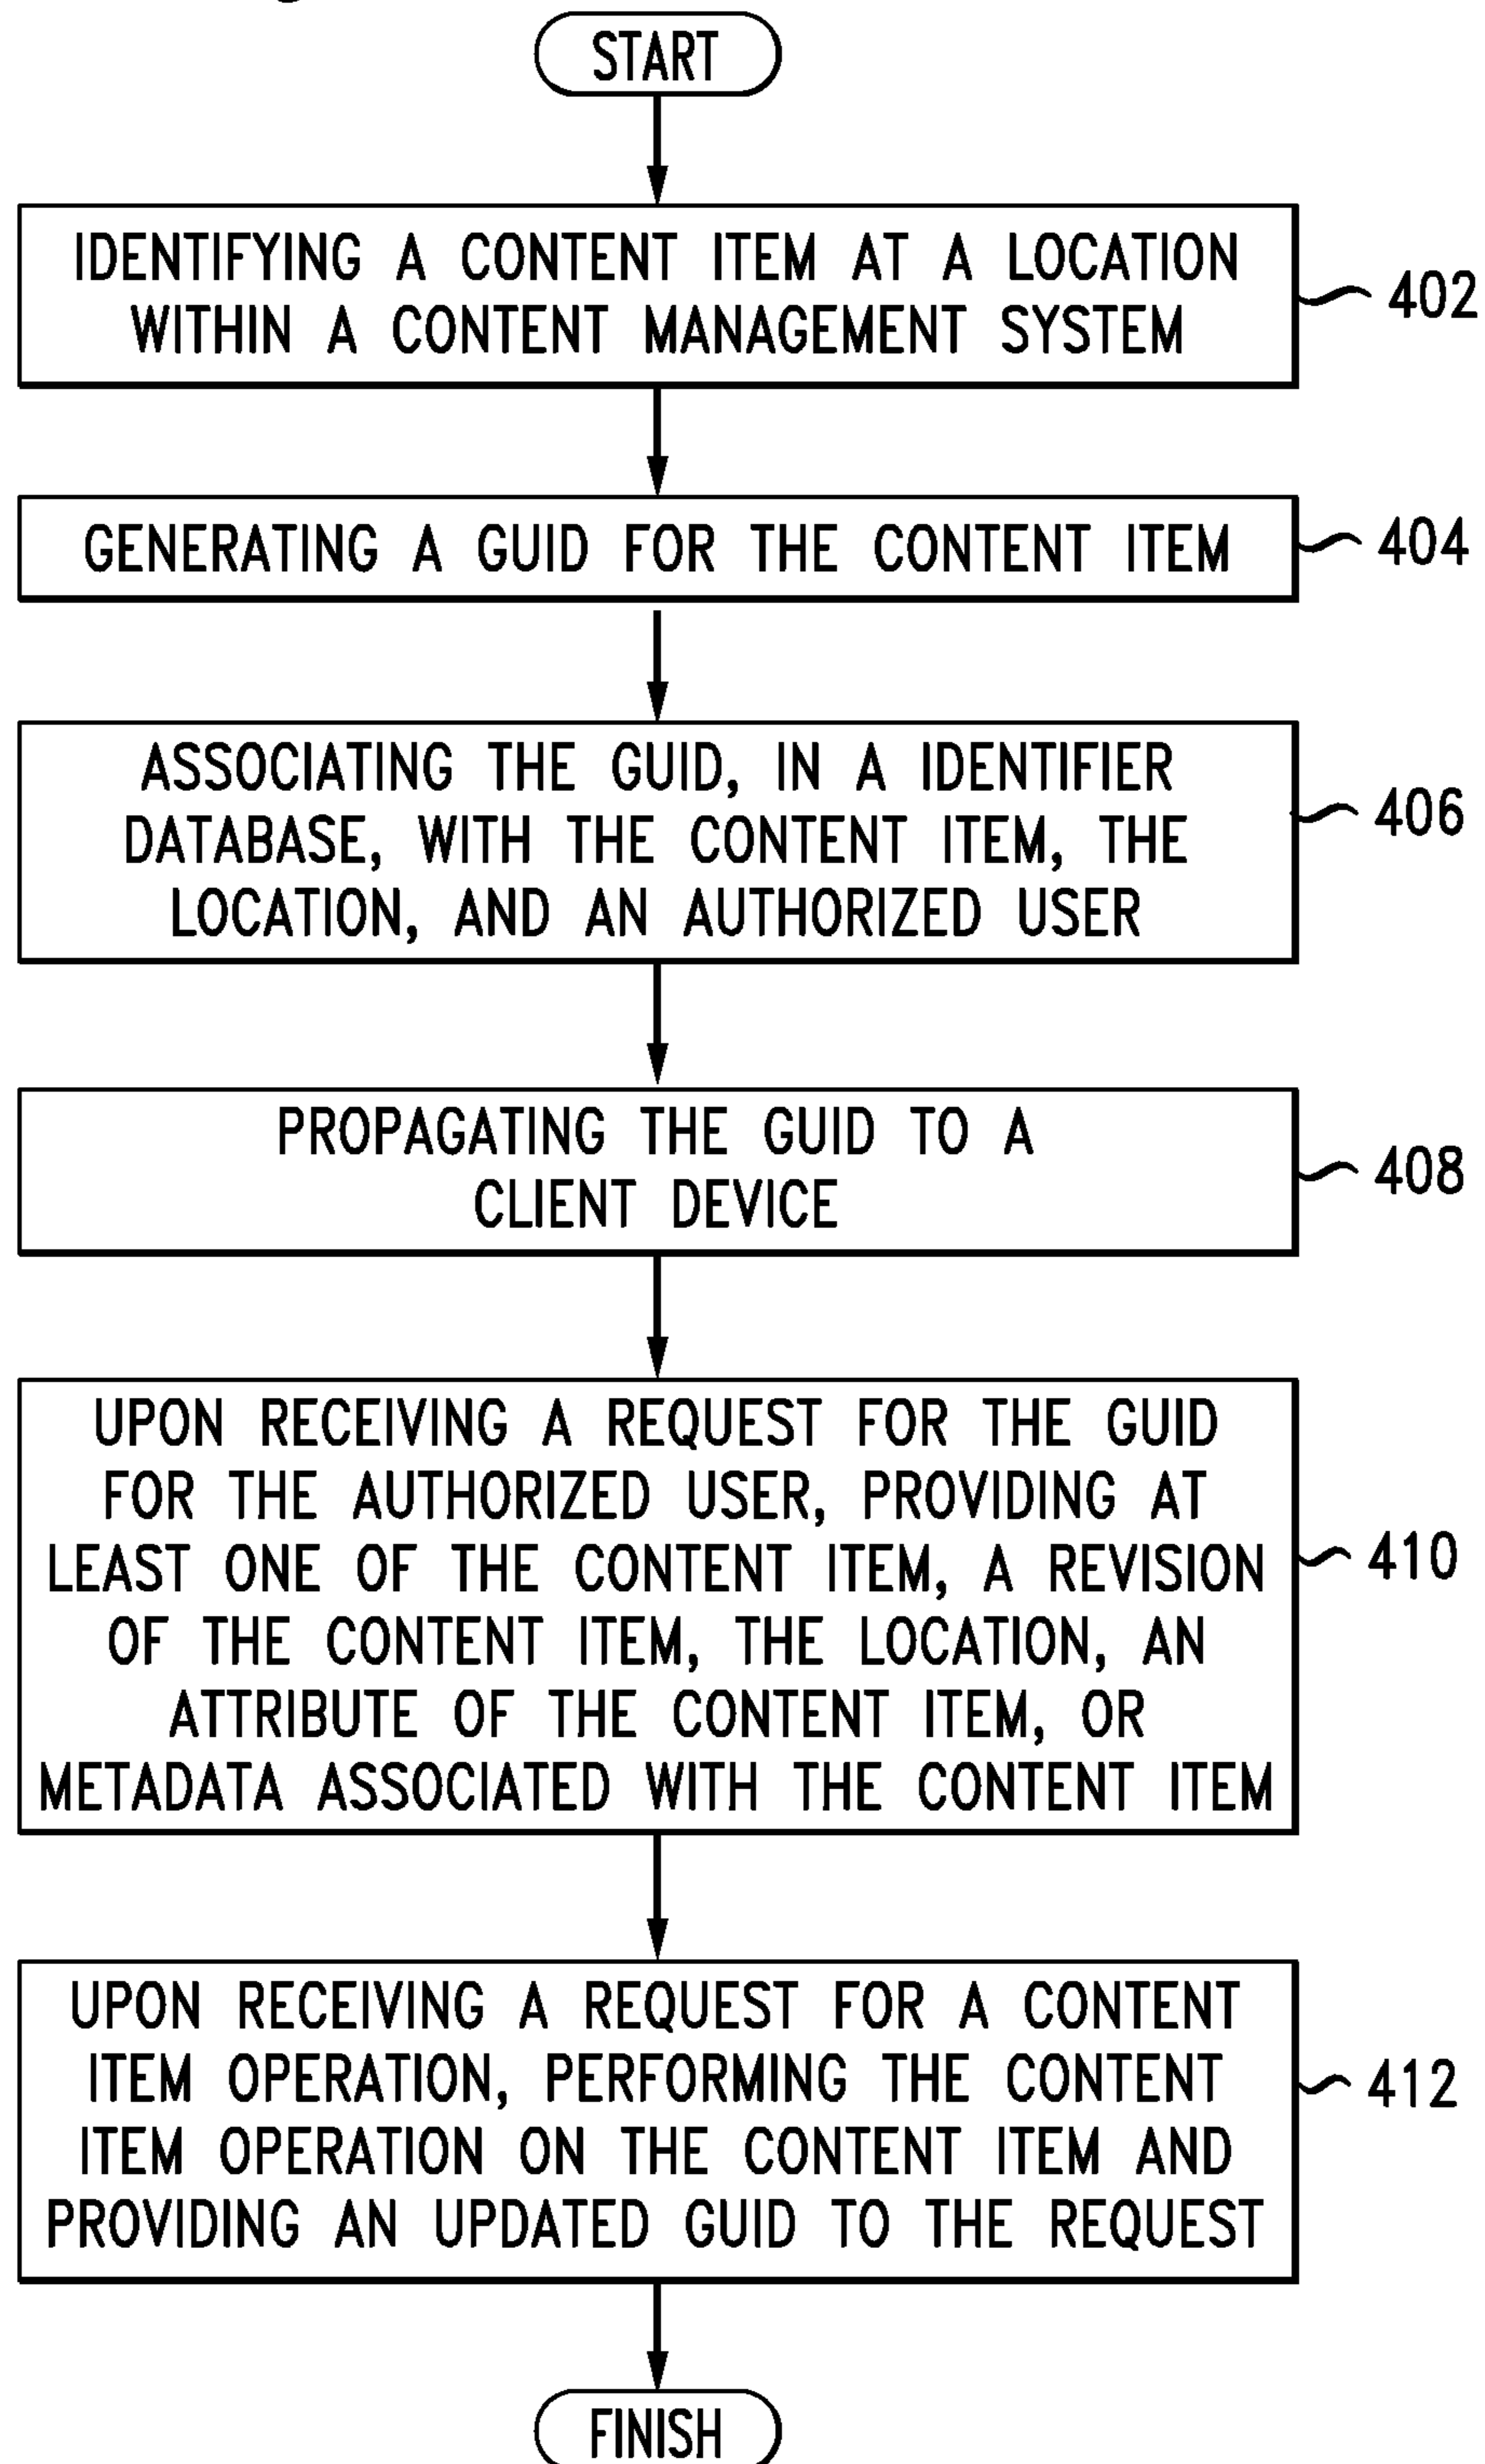 START
IDENTIFYING A CONTENT ITEM AT A LOCATION
WITHIN A CONTENT MANAGEMENT SYSTEM
402
GENERATING A GUID FOR THE CONTENT ITEM
404
ASSOCIATING THE GUID, IN A IDENTIFIER
DATABASE, WITH THE CONTENT ITEM, THE
LOCATION, AND AN AUTHORIZED USER
406
PROPAGATING THE GUID TO A
CLIENT DEVICE
408
UPON RECEIVING A REQUEST FOR THE GUID
FOR THE AUTHORIZED USER, PROVIDING AT
LEAST ONE OF THE CONTENT ITEM, A REVISION
OF THE CONTENT ITEM, THE LOCATION, AN
ATTRIBUTE OF THE CONTENT ITEM, OR
METADATA ASSOCIATED WITH THE CONTENT ITEM
410
UPON RECEIVING A REQUEST FOR A CONTENT
ITEM OPERATION, PERFORMING THE CONTENT
ITEM OPERATION ON THE CONTENT ITEM AND
PROVIDING AN UPDATED GUID TO THE REQUEST
412
FINISH